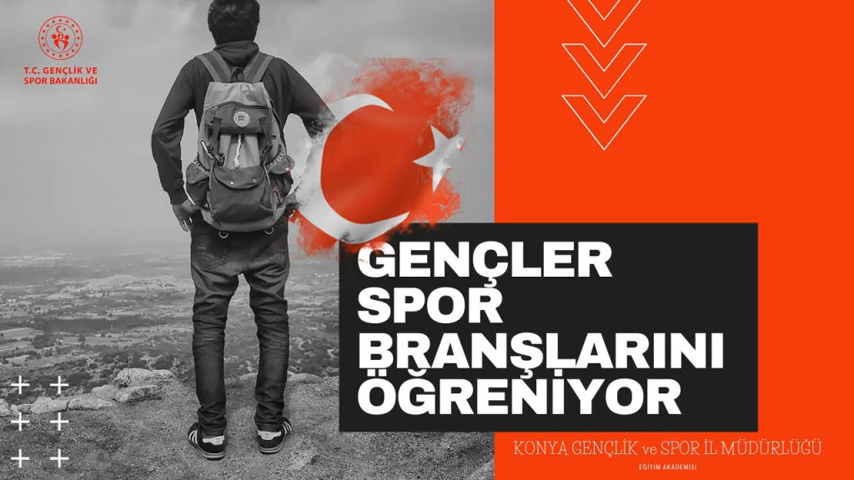 T.C. GENÇLİK VE
SPOR BAKANLIĞI
GENÇLER
SPOR
BRANŞLARINI
ÖĞRENİYOR
KONYA GENÇLİK ve SPOR İL MÜDÜRLÜĞÜ
EĞİTİM AKADEMİSİ